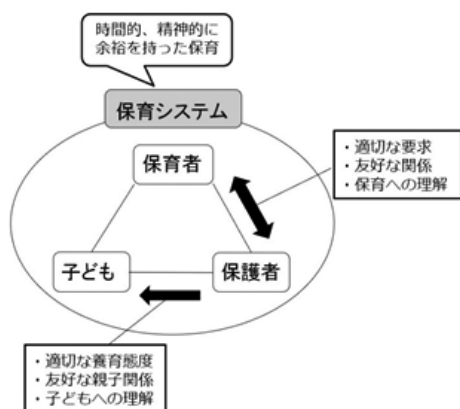 時間的、精神的に
余裕を持った保育
保育システム
保育者
・適切な要求
・友好な関係
・保育への理解
子ども
保護者
・適切な養育態度
・友好な親子関係
・子どもへの理解